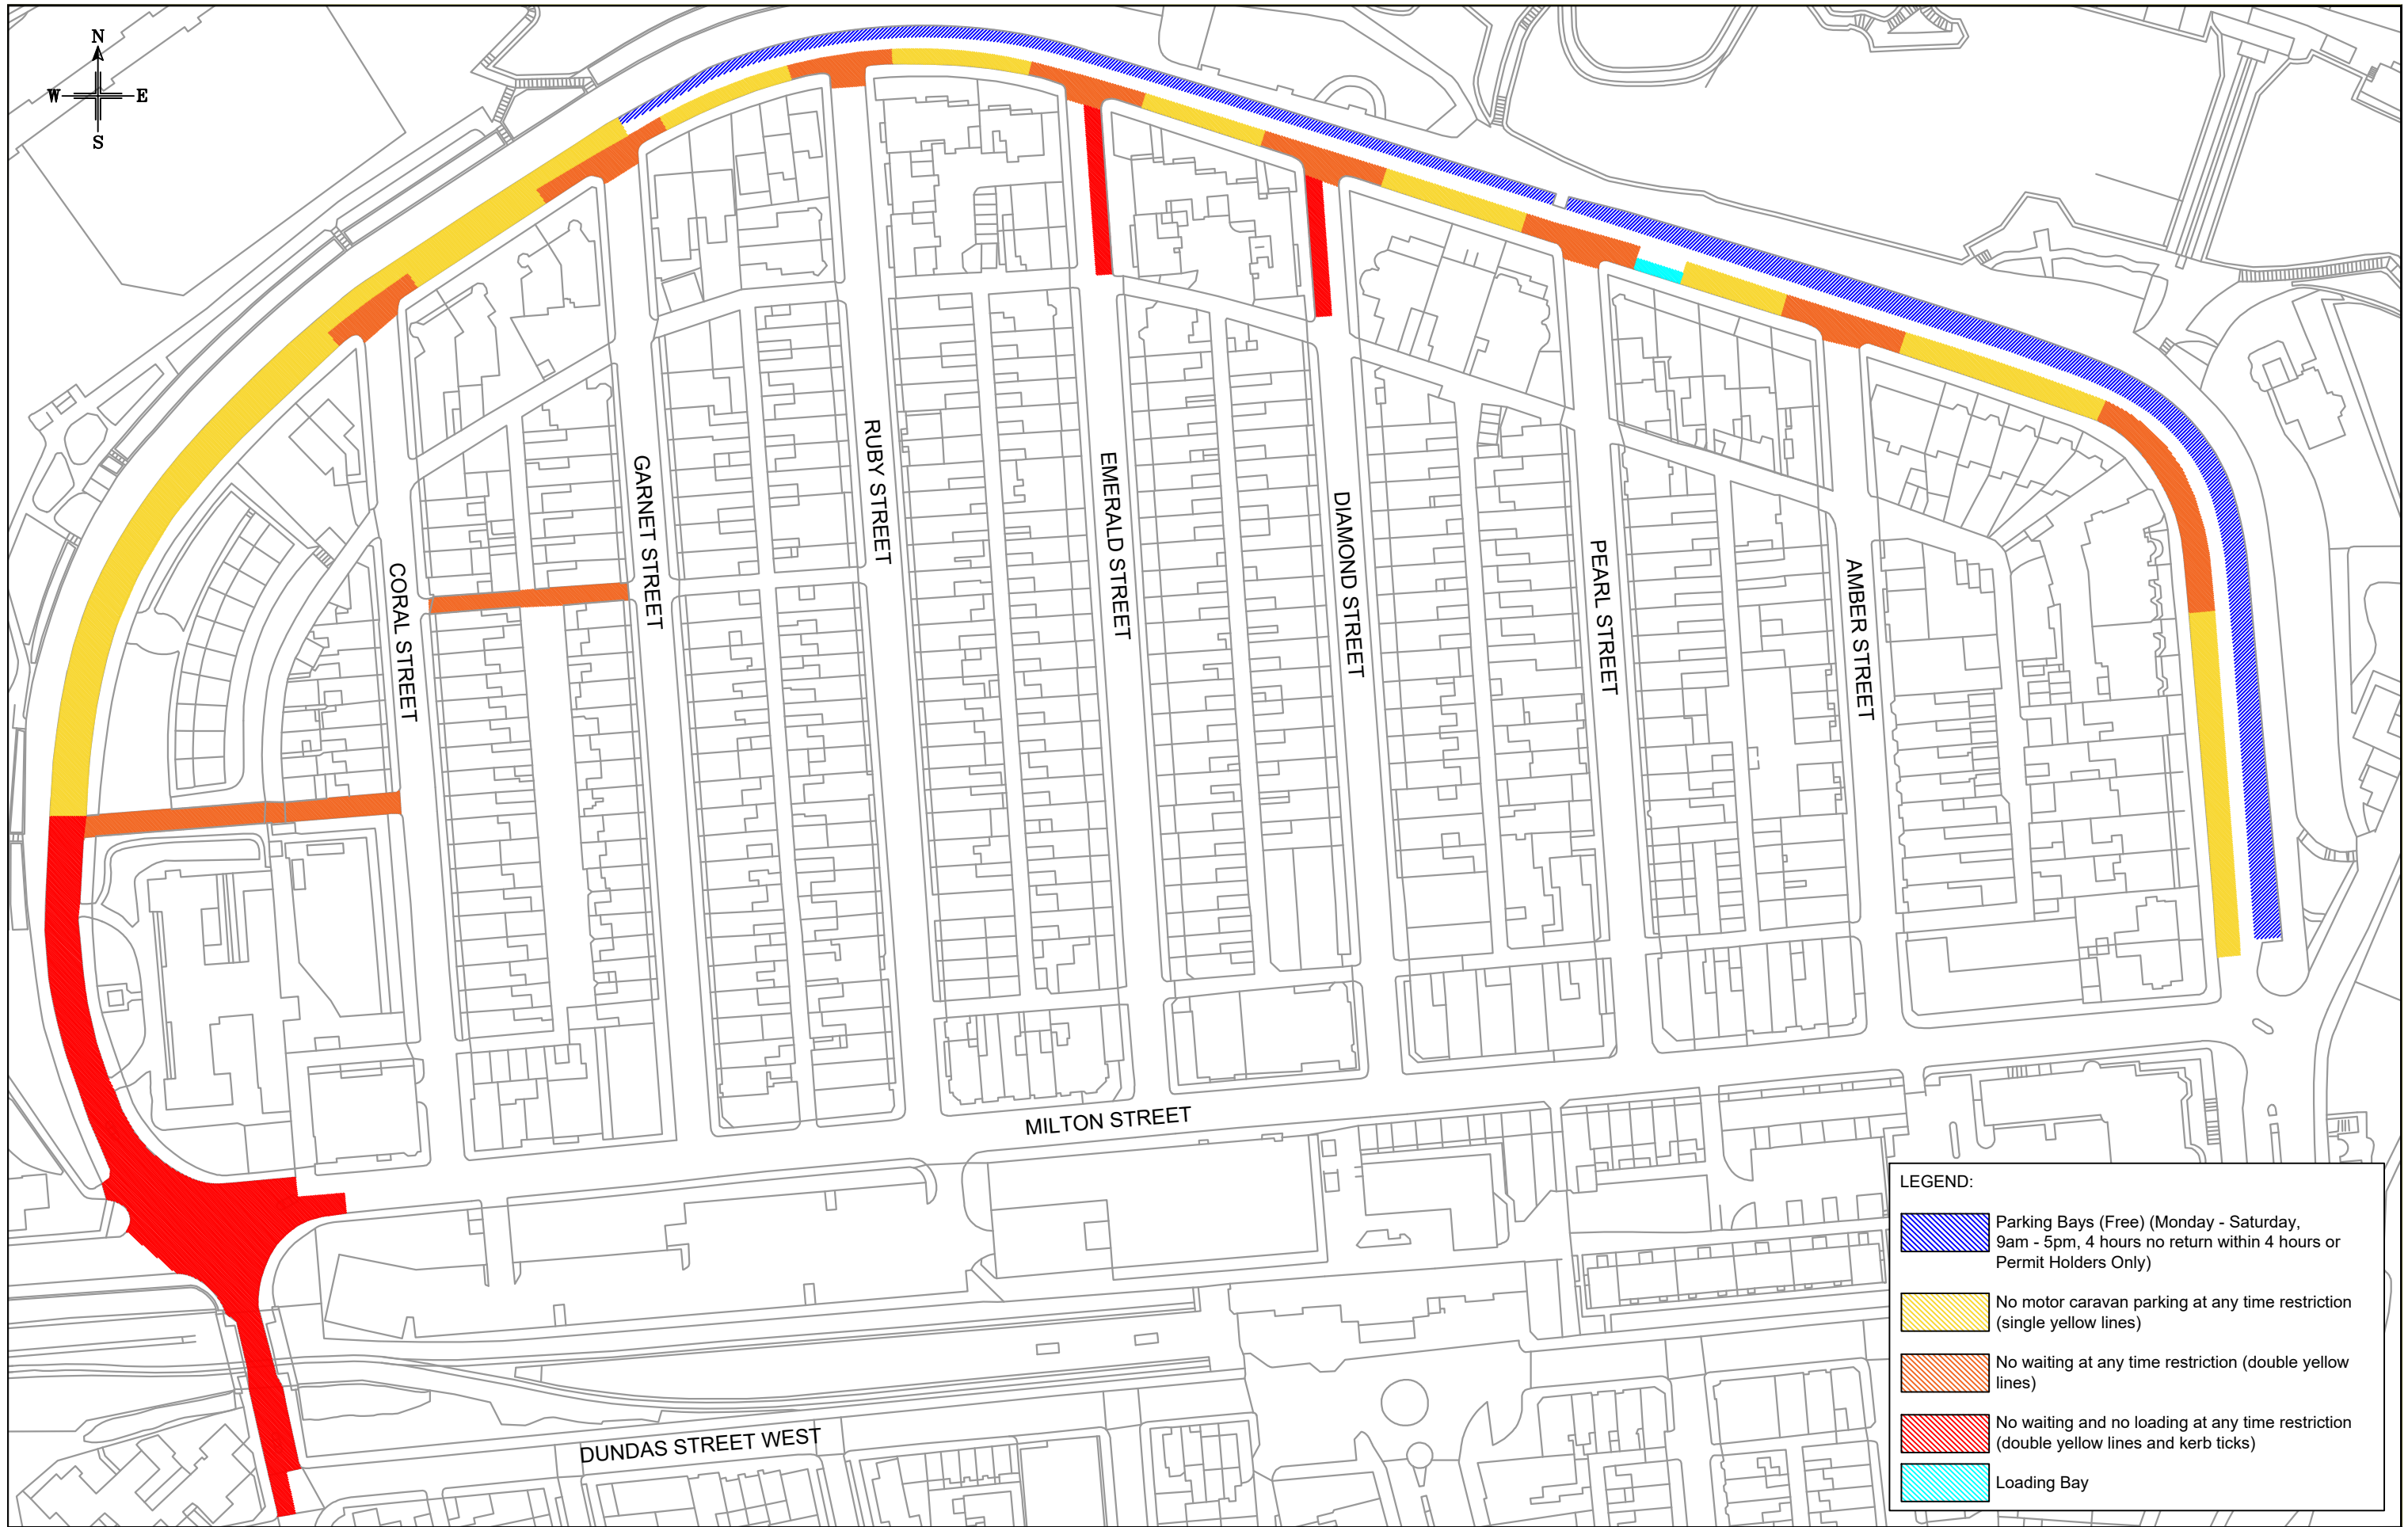 N
W E
S
RUBY STREET
EMERALD STREET
GARNET STREET
DIAMOND STREET
PEARL STREET
AMBER STREET
CORAL STREET
MILTON STREET
DUNDAS STREET WEST
LEGEND:
Parking Bays (Free) (Monday - Saturday,
9am - 5pm, 4 hours no return within 4 hours or
Permit Holders Only)
No motor caravan parking at any time restriction
(single yellow lines)
No waiting at any time restriction (double yellow
lines)
No waiting and no loading at any time restriction
(double yellow lines and kerb ticks)
Loading Bay